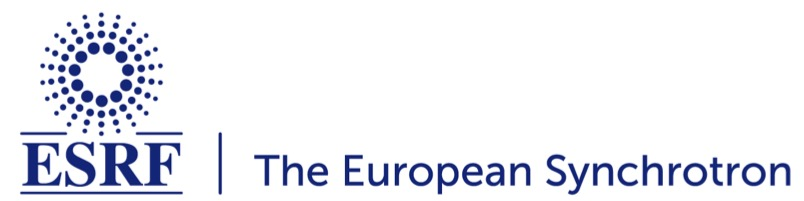 ESRF
The European Synchrotron